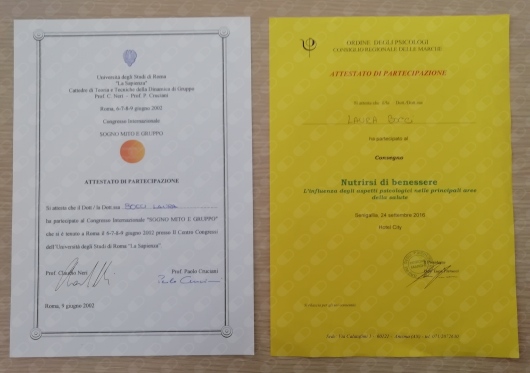 Università degli Studi di Roma
"La Sapienza"
Cattedre di Teoria e Tecniche della Dinamica di Gruppo
Prof. C. Neri - Prof. P. Cruciani
Roma, 6-7-8-9 giugno 2002
Congresso Internazionale
SOGNO MITO E GRUPPO
ATTESTATO DI PARTECIPAZIONE
Si attesta che il Dott / la Dott.ssa BOCCI LAURA
ha partecipato al Congresso Internazionale "SOGNO MITO E GRUPPO"
che si è tenuto a Roma il 6-7-8-9 giugno 2002 presso Il Centro Congressi
dell'Università degli Studi di Roma "La Sapienza".
Prof. Claudio Neri Prof. Paolo Cruciani
Roma, 9 giugno 2002
ORDINE DEGLI PSICOLOGI
CONSIGLIO REGIONALE DELLE MARCHE
ATTESTATO DI PARTECIPAZIONE
Si attesta che
LAURA BOCCI
ha partecipato al
Convegno
Nutrirsi di benessere
L'influenza degli aspetti psicologici nelle principali aree
della salute
Senigallia, 24 settembre 2016
Hotel City